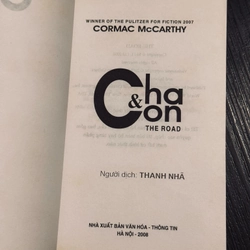 WINNER OF THE PULITZER FOR FICTION 2007
CORMAC McCARTHY
Cha
& Con
THE ROAD
Người dịch: THANH NHÃ
NHÀ XUẤT BẢN VĂN HÓA - THÔNG TIN
HÀ NỘI - 2008